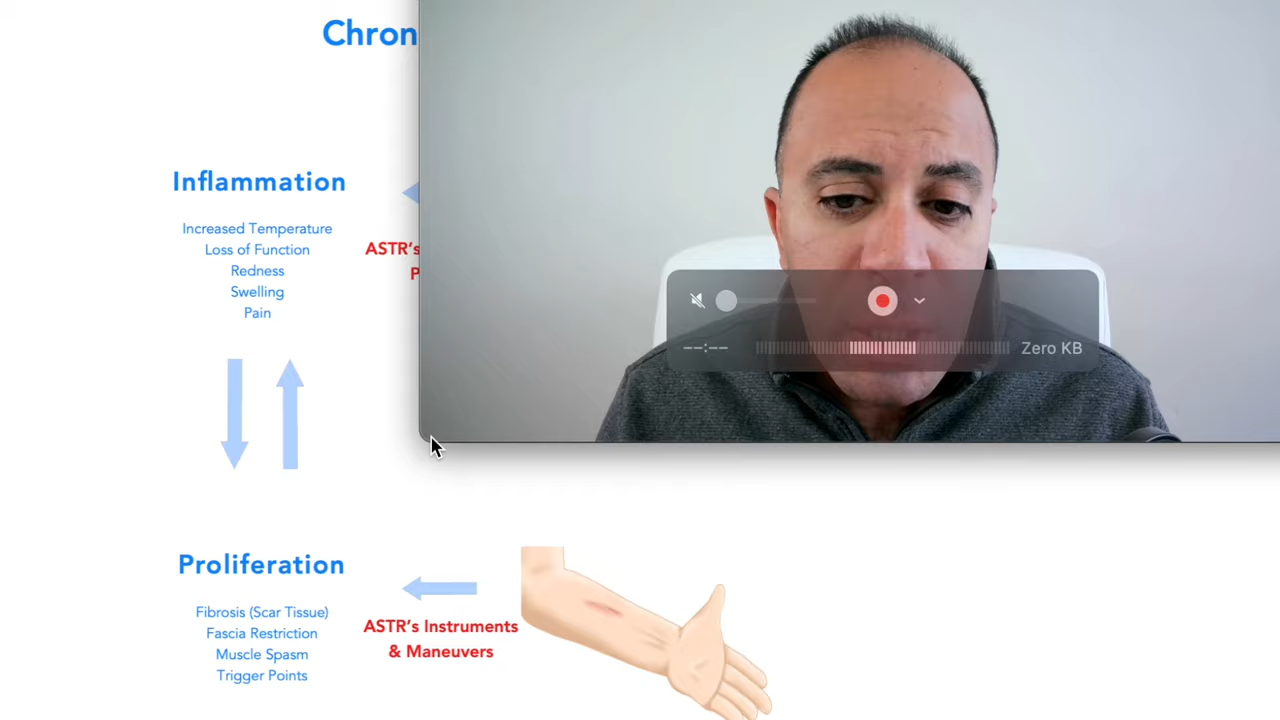 Chron
Inflammation
Increased Temperature
Loss of Function
Redness
Swelling
Pain
ASTR's
P
--:--
Zero KB
Proliferation
Fibrosis (Scar Tissue)
Fascia Restriction
Muscle Spasm
Trigger Points
ASTR's Instruments
& Maneuvers